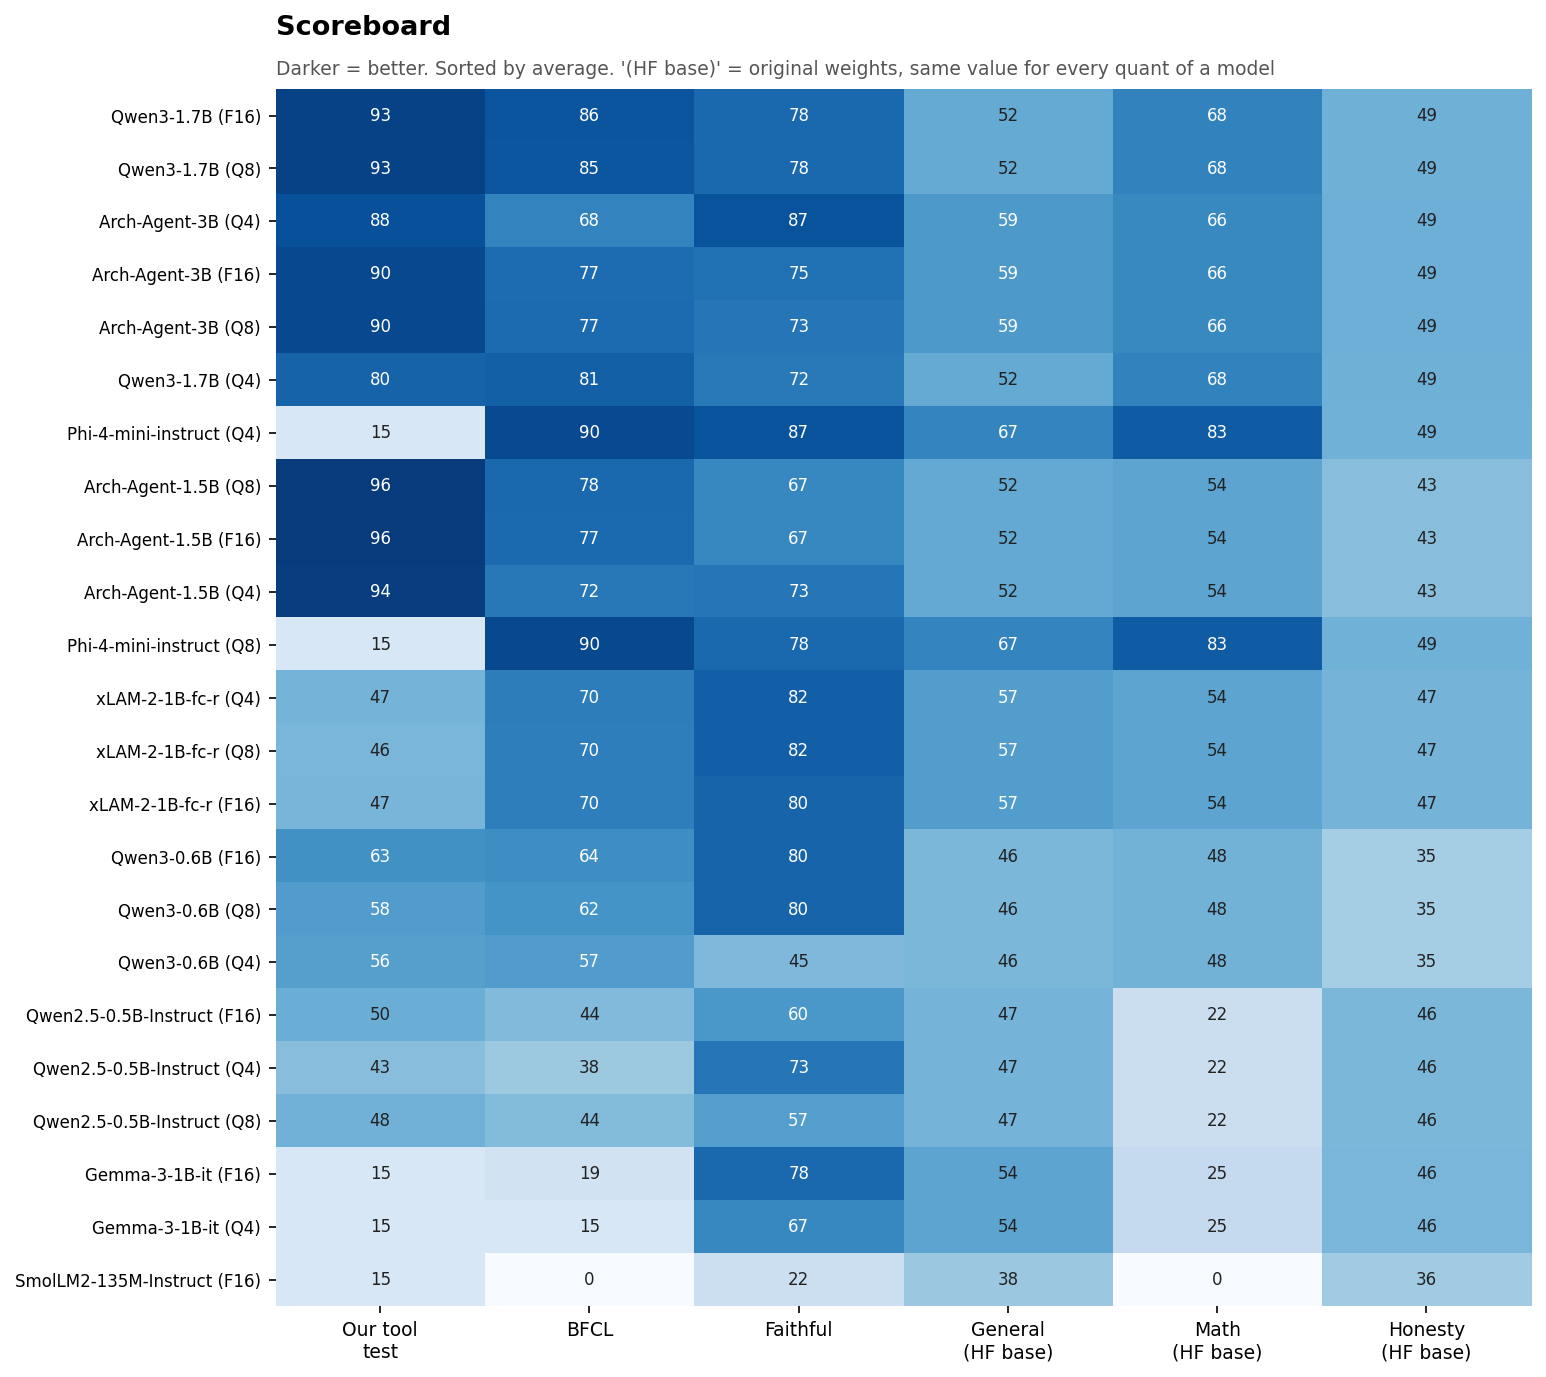 Scoreboard
Darker = better. Sorted by average. '(HF base)' = original weights, same value for every quant of a model
Qwen3-1.7B (F16) 93 86 78 52 68 49
Qwen3-1.7B (Q8) 93 85 78 52 68 49
Arch-Agent-3B (Q4) 88 68 87 59 66 49
Arch-Agent-3B (F16) 90 77 75 59 66 49
Arch-Agent-3B (Q8) 90 77 73 59 66 49
Qwen3-1.7B (Q4) 80 81 72 52 68 49
Phi-4-mini-instruct (Q4) 15 90 87 67 83 49
Arch-Agent-1.5B (Q8) 96 78 67 52 54 43
Arch-Agent-1.5B (F16) 96 77 67 52 54 43
Arch-Agent-1.5B (Q4) 94 72 73 52 54 43
Phi-4-mini-instruct (Q8) 15 90 78 67 83 49
xLAM-2-1B-fc-r (Q4) 47 70 82 57 54 47
xLAM-2-1B-fc-r (Q8) 46 70 82 57 54 47
xLAM-2-1B-fc-r (F16) 47 70 80 57 54 47
Qwen3-0.6B (F16) 63 64 80 46 48 35
Qwen3-0.6B (Q8) 58 62 80 46 48 35
Qwen3-0.6B (Q4) 56 57 45 46 48 35
Qwen2.5-0.5B-Instruct (F16) 50 44 60 47 22 46
Qwen2.5-0.5B-Instruct (Q4) 43 38 73 47 22 46
Qwen2.5-0.5B-Instruct (Q8) 48 44 57 47 22 46
Gemma-3-1B-it (F16) 15 19 78 54 25 46
Gemma-3-1B-it (Q4) 15 15 67 54 25 46
SmolLM2-135M-Instruct (F16) 15 0 22 38 0 36
Our tool BFCL Faithful General Math Honesty
test (HF base) (HF base) (HF base)